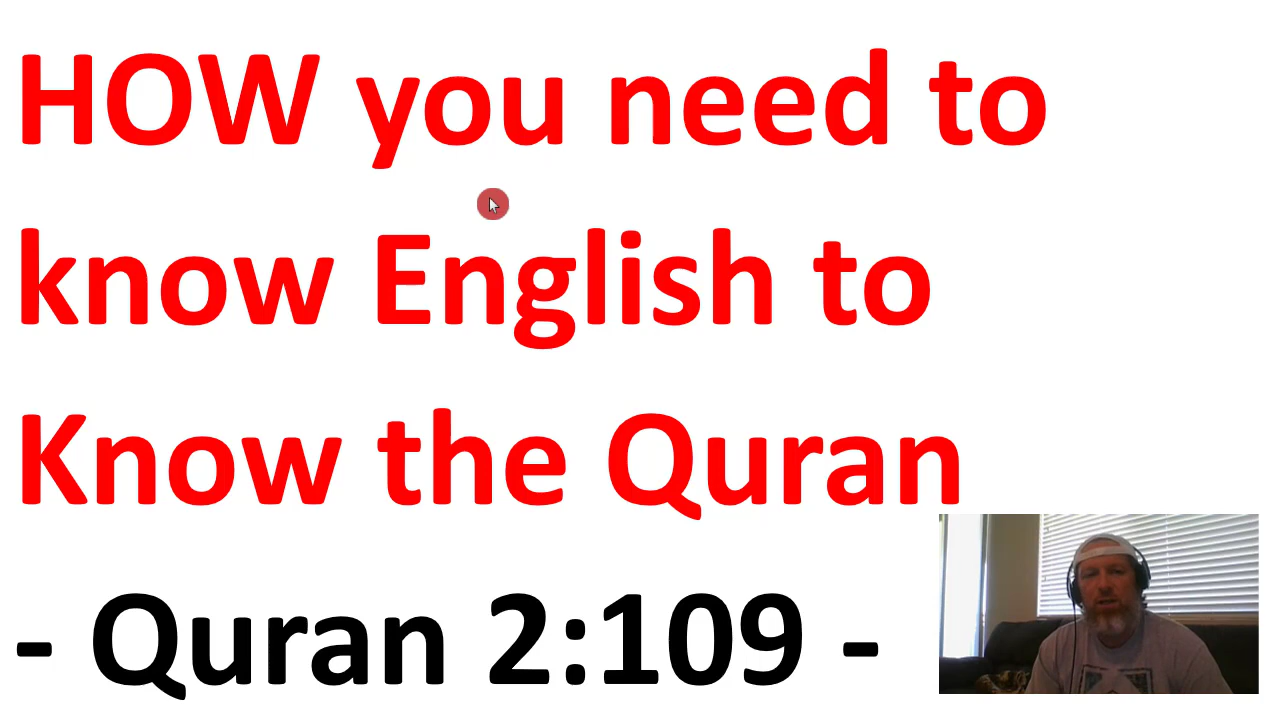 HOW you need to
know English to
Know the Quran
- Quran 2:109 -